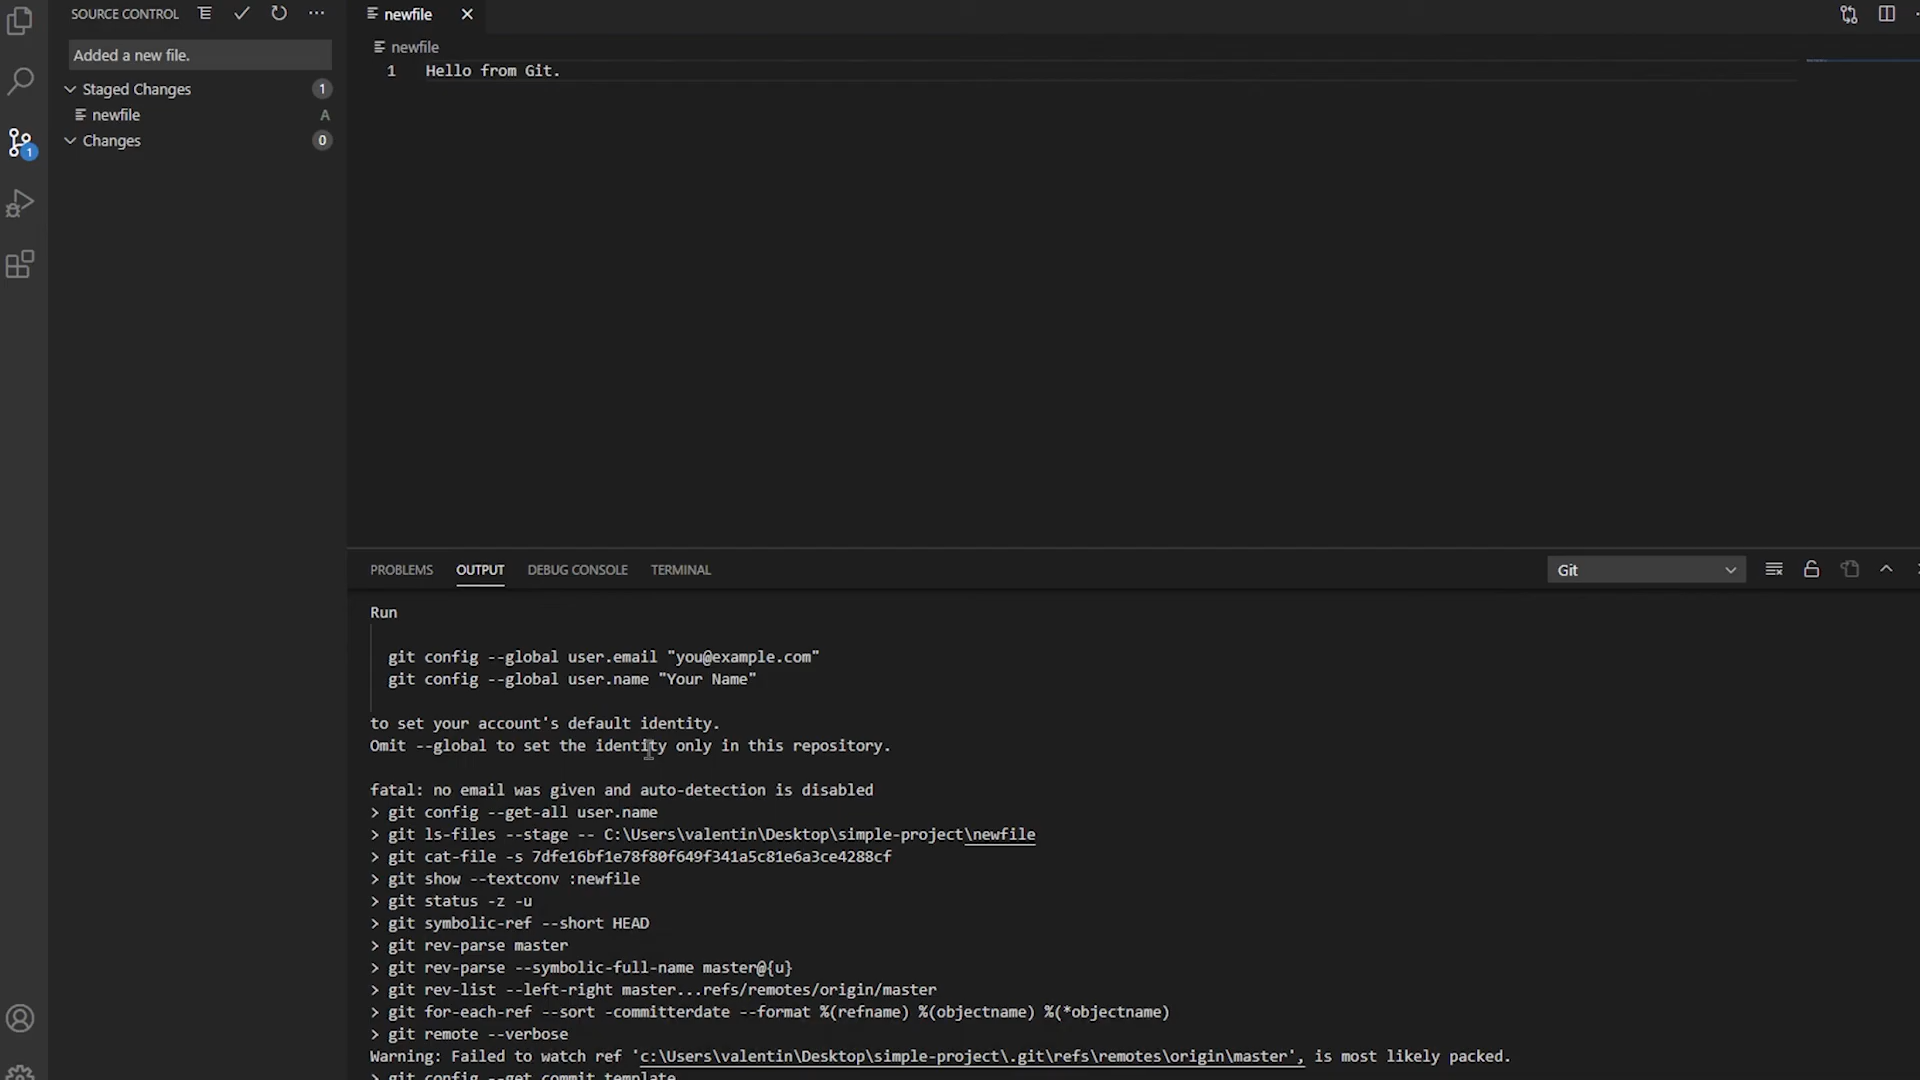 SOURCE CONTROL
Added a new file.
Staged Changes 1
newfile A
Changes 0
1
newfile
newfile
1 Hello from Git.
PROBLEMS OUTPUT DEBUG CONSOLE TERMINAL
Git
Run
git config --global user.email "you@example.com"
git config --global user.name "Your Name"
to set your account's default identity.
Omit --global to set the identity only in this repository.
fatal: no email was given and auto-detection is disabled
> git config --get-all user.name
> git ls-files --stage -- C:\Users\valentin\Desktop\simple-project\newfile
> git cat-file -s 7dfe16bf1e78f80f649f341a5c81e6a3ce4288cf
> git show --textconv :newfile
> git status -z -u
> git symbolic-ref --short HEAD
> git rev-parse master
> git rev-parse --symbolic-full-name master@{u}
> git rev-list --left-right master...refs/remotes/origin/master
> git for-each-ref --sort -committerdate --format %(refname) %(objectname) %(*objectname)
> git remote --verbose
Warning: Failed to watch ref 'c:\Users\valentin\Desktop\simple-project\.git\refs\remotes\origin\master', is most likely packed.
> git config --get commit.template